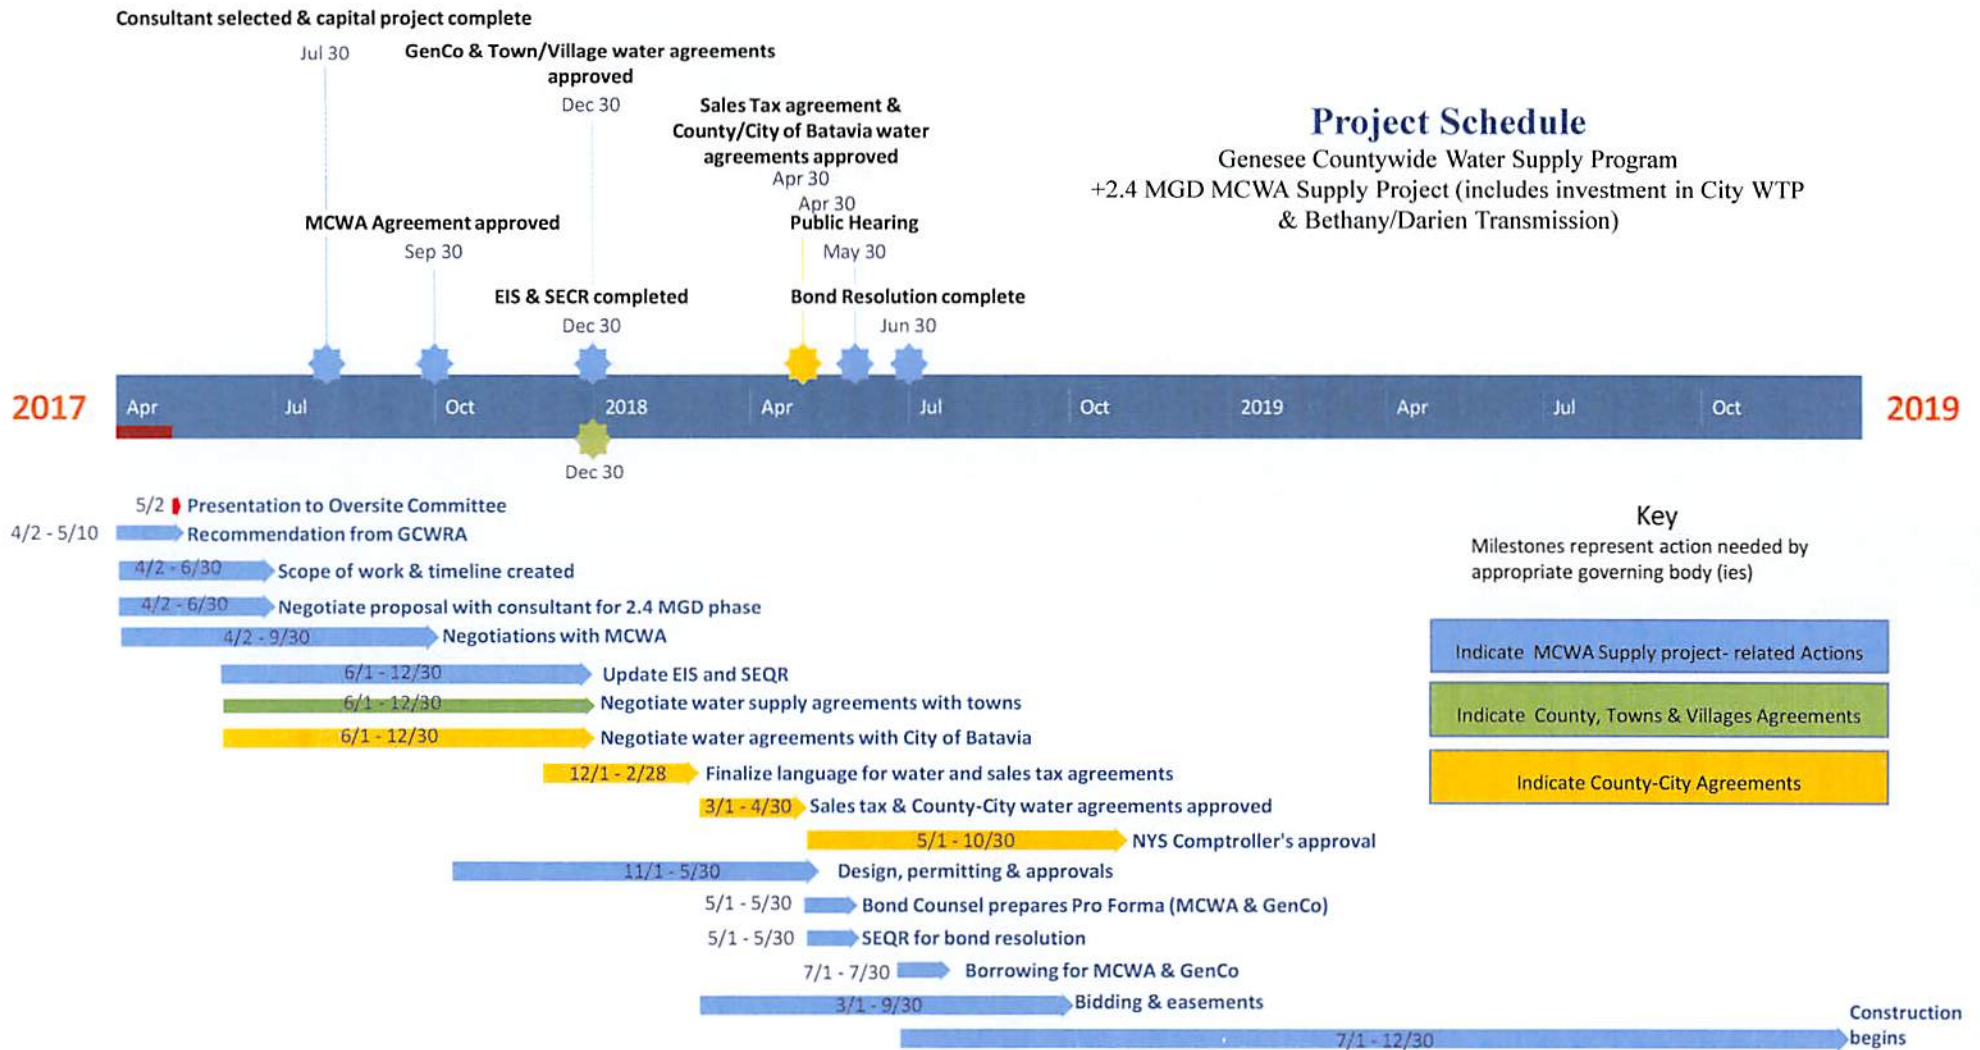 Consultant selected & capital project complete
Jul 30
GenCo & Town/Village water agreements
approved
Dec 30
Sales Tax agreement &
County/City of Batavia water
agreements approved
Apr 30
Apr 30
Public Hearing
May 30
MCWA Agreement approved
Sep 30
EIS & SECR completed
Dec 30
Bond Resolution complete
Jun 30
Project Schedule
Genesee Countywide Water Supply Program
+2.4 MGD MCWA Supply Project (includes investment in City WTP
& Bethany/Darien Transmission)
2017 Apr Jul Oct 2018 Apr Jul Oct 2019 Apr Jul Oct 2019
Dec 30
5/2 Presentation to Oversite Committee
4/2 - 5/10 Recommendation from GCWRA
4/2 - 6/30 Scope of work & timeline created
4/2 - 6/30 Negotiate proposal with consultant for 2.4 MGD phase
4/2 - 9/30 Negotiations with MCWA
6/1 - 12/30 Update EIS and SEQR
6/1 - 12/30 Negotiate water supply agreements with towns
6/1 - 12/30 Negotiate water agreements with City of Batavia
12/1 - 2/28 Finalize language for water and sales tax agreements
3/1 - 4/30 Sales tax & County-City water agreements approved
5/1 - 10/30 NYS Comptroller's approval
11/1 - 5/30 Design, permitting & approvals
5/1 - 5/30 Bond Counsel prepares Pro Forma (MCWA & GenCo)
5/1 - 5/30 SEQR for bond resolution
7/1 - 7/30 Borrowing for MCWA & GenCo
3/1 - 9/30 Bidding & easements
7/1 - 12/30 Construction
begins
Key
Milestones represent action needed by
appropriate governing body (ies)
Indicate MCWA Supply project- related Actions
Indicate County, Towns & Villages Agreements
Indicate County-City Agreements